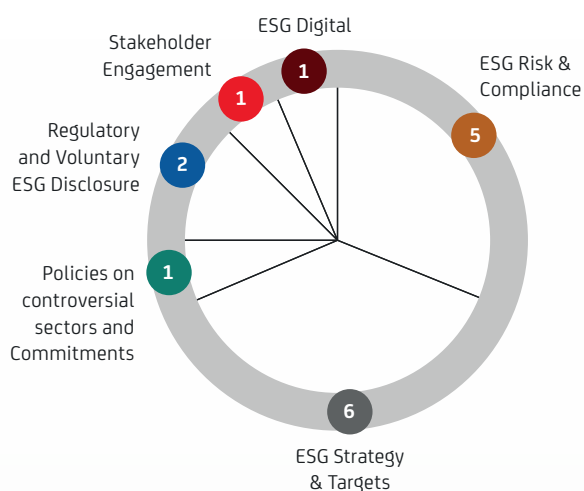 ESG Digital
1
Stakeholder
Engagement
1
ESG Risk &
Compliance
5
Regulatory
and Voluntary
ESG Disclosure
2
Policies on
controversial
sectors and
Commitments
1
6
ESG Strategy
& Targets